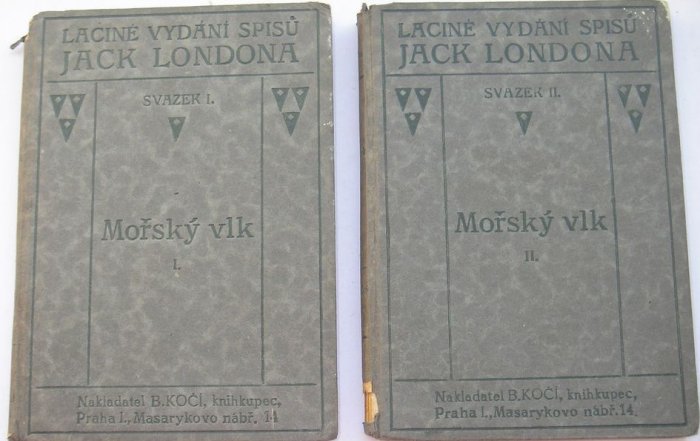 LACINÉ VYDÁNÍ SPISŮ
JACK LONDONA
SVAZEK I.
Mořský vlk
I.
Nakladatel B. KOČÍ, knihkupec,
Praha I., Masarykovo nábř. 14
LACINÉ VYDÁNÍ SPISŮ
JACK LONDONA
SVAZEK II.
Mořský vlk
II.
Nakladatel B. KOČÍ, knihkupec,
Praha I., Masarykovo nábř. 14.